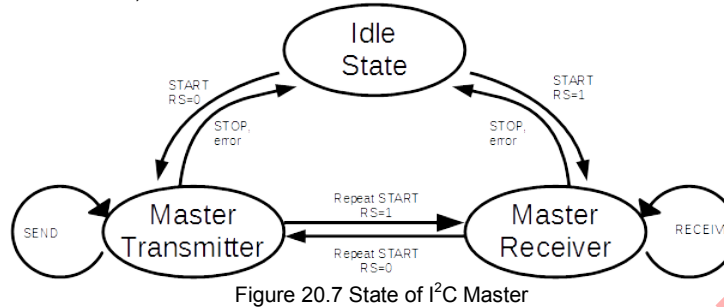 Idle
State
START
RS=0
START
RS=1
STOP,
error
STOP,
error
SEND
Master
Transmitter
Repeat START
RS=1
Repeat START
RS=0
Master
Receiver
RECEIV
Figure 20.7 State of I²C Master